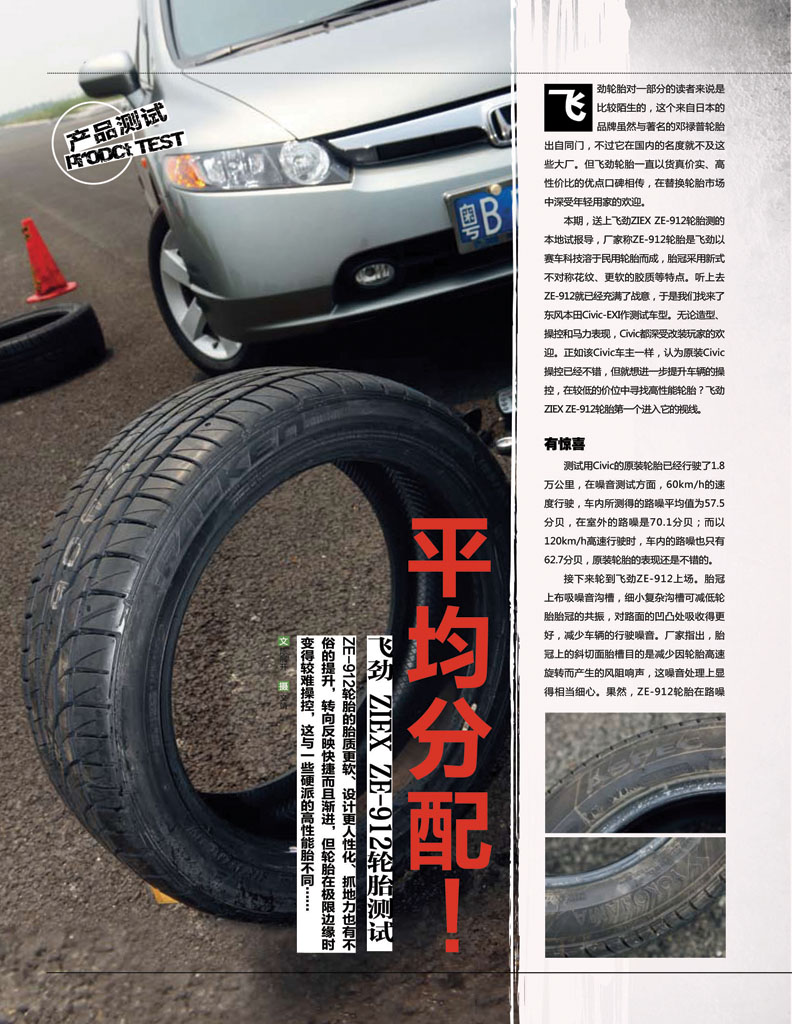 产品测试
PRODCT TEST
粤B
FALKEN
平均分配！
飞劲 ZIEX ZE-912轮胎测试
ZE-912轮胎的胎质更软、设计更人性化、抓地力也有不
俗的提升，转向反映快捷而且渐进，但轮胎在极限边缘时
变得较难操控，这与一些硬派的高性能胎不同……
文
摄
飞劲轮胎对一部分的读者来说是
比较陌生的，这个来自日本的
品牌虽然与著名的邓禄普轮胎
出自同门，不过它在国内的名度就不及这
些大厂。但飞劲轮胎一直以货真价实、高
性价比的优点口碑相传，在替换轮胎市场
中深受年轻用家的欢迎。
本期，送上飞劲ZIEX ZE-912轮胎测的
本地试报导，厂家称ZE-912轮胎是飞劲以
赛车科技溶于民用轮胎而成，胎冠采用新式
不对称花纹、更软的胶质等特点。听上去
ZE-912就已经充满了战意，于是我们找来了
东风本田Civic-EXi作测试车型。无论造型、
操控和马力表现，Civic都深受改装玩家的欢
迎。正如该Civic车主一样，认为原装Civic
操控已经不错，但就想进一步提升车辆的操
控，在较低的价位中寻找高性能轮胎？飞劲
ZIEX ZE-912轮胎第一个进入它的视线。
有惊喜
测试用Civic的原装轮胎已经行驶了1.8
万公里，在噪音测试方面，60km/h的速
度行驶，车内所测得的路噪平均值为57.5
分贝，在室外的路噪是70.1分贝；而以
120km/h高速行驶时，车内的路噪也只有
62.7分贝，原装轮胎的表现还是不错的。
接下来轮到飞劲ZE-912上场。胎冠
上布吸噪音沟槽，细小复杂沟槽可减低轮
胎胎冠的共振，对路面的凹凸处吸收得更
好，减少车辆的行驶噪音。厂家指出，胎
冠上的斜切面胎槽目的是减少因轮胎高速
旋转而产生的风阻响声，这噪音处理上显
得相当细心。果然，ZE-912轮胎在路噪